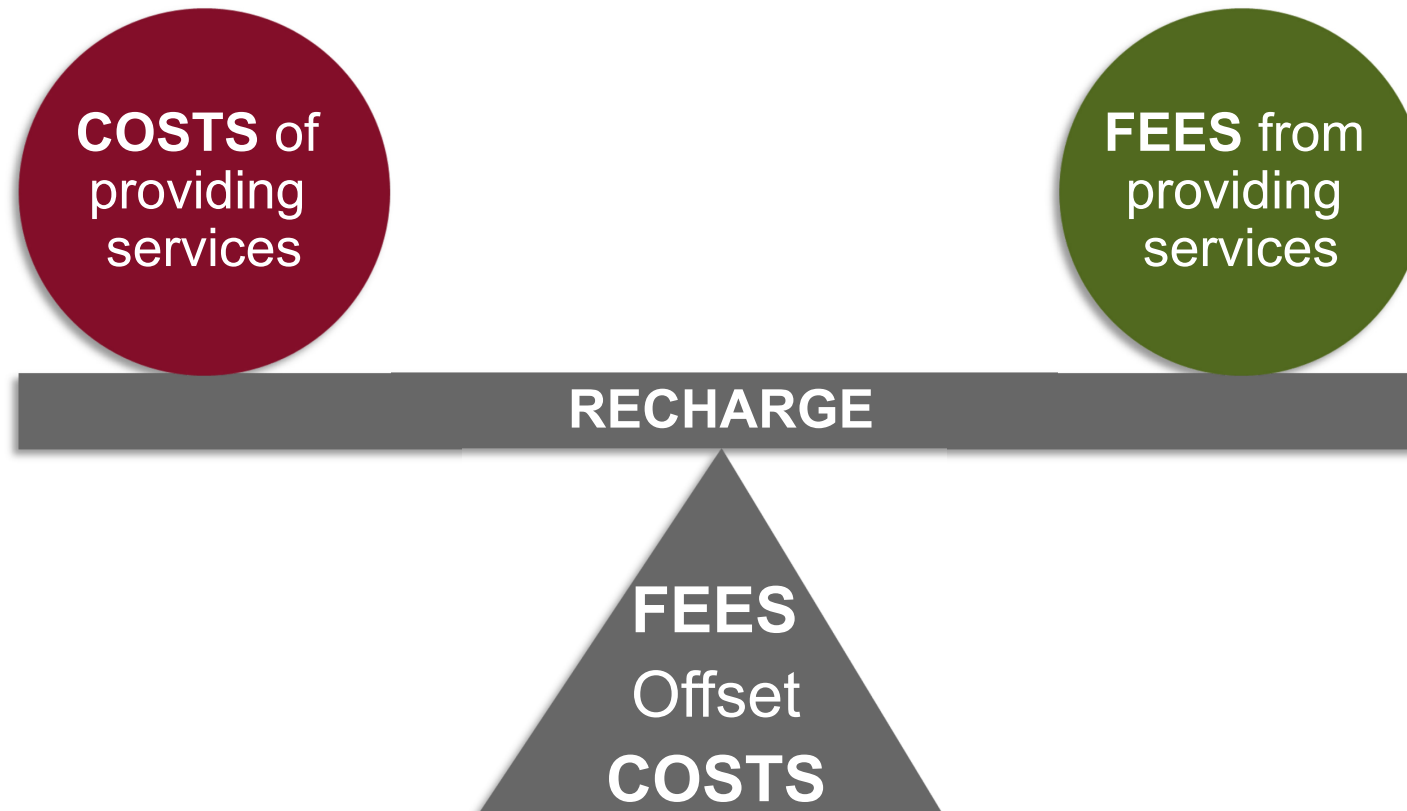 COSTS of
providing
services
FEES from
providing
services
RECHARGE
FEES
Offset
COSTS